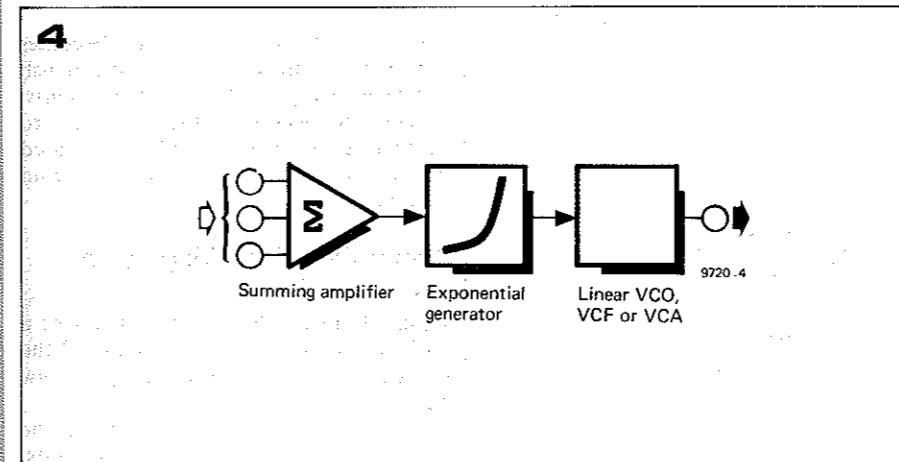 4
Σ
Summing amplifier
Exponential
generator
Linear VCO,
VCF or VCA
9720-4